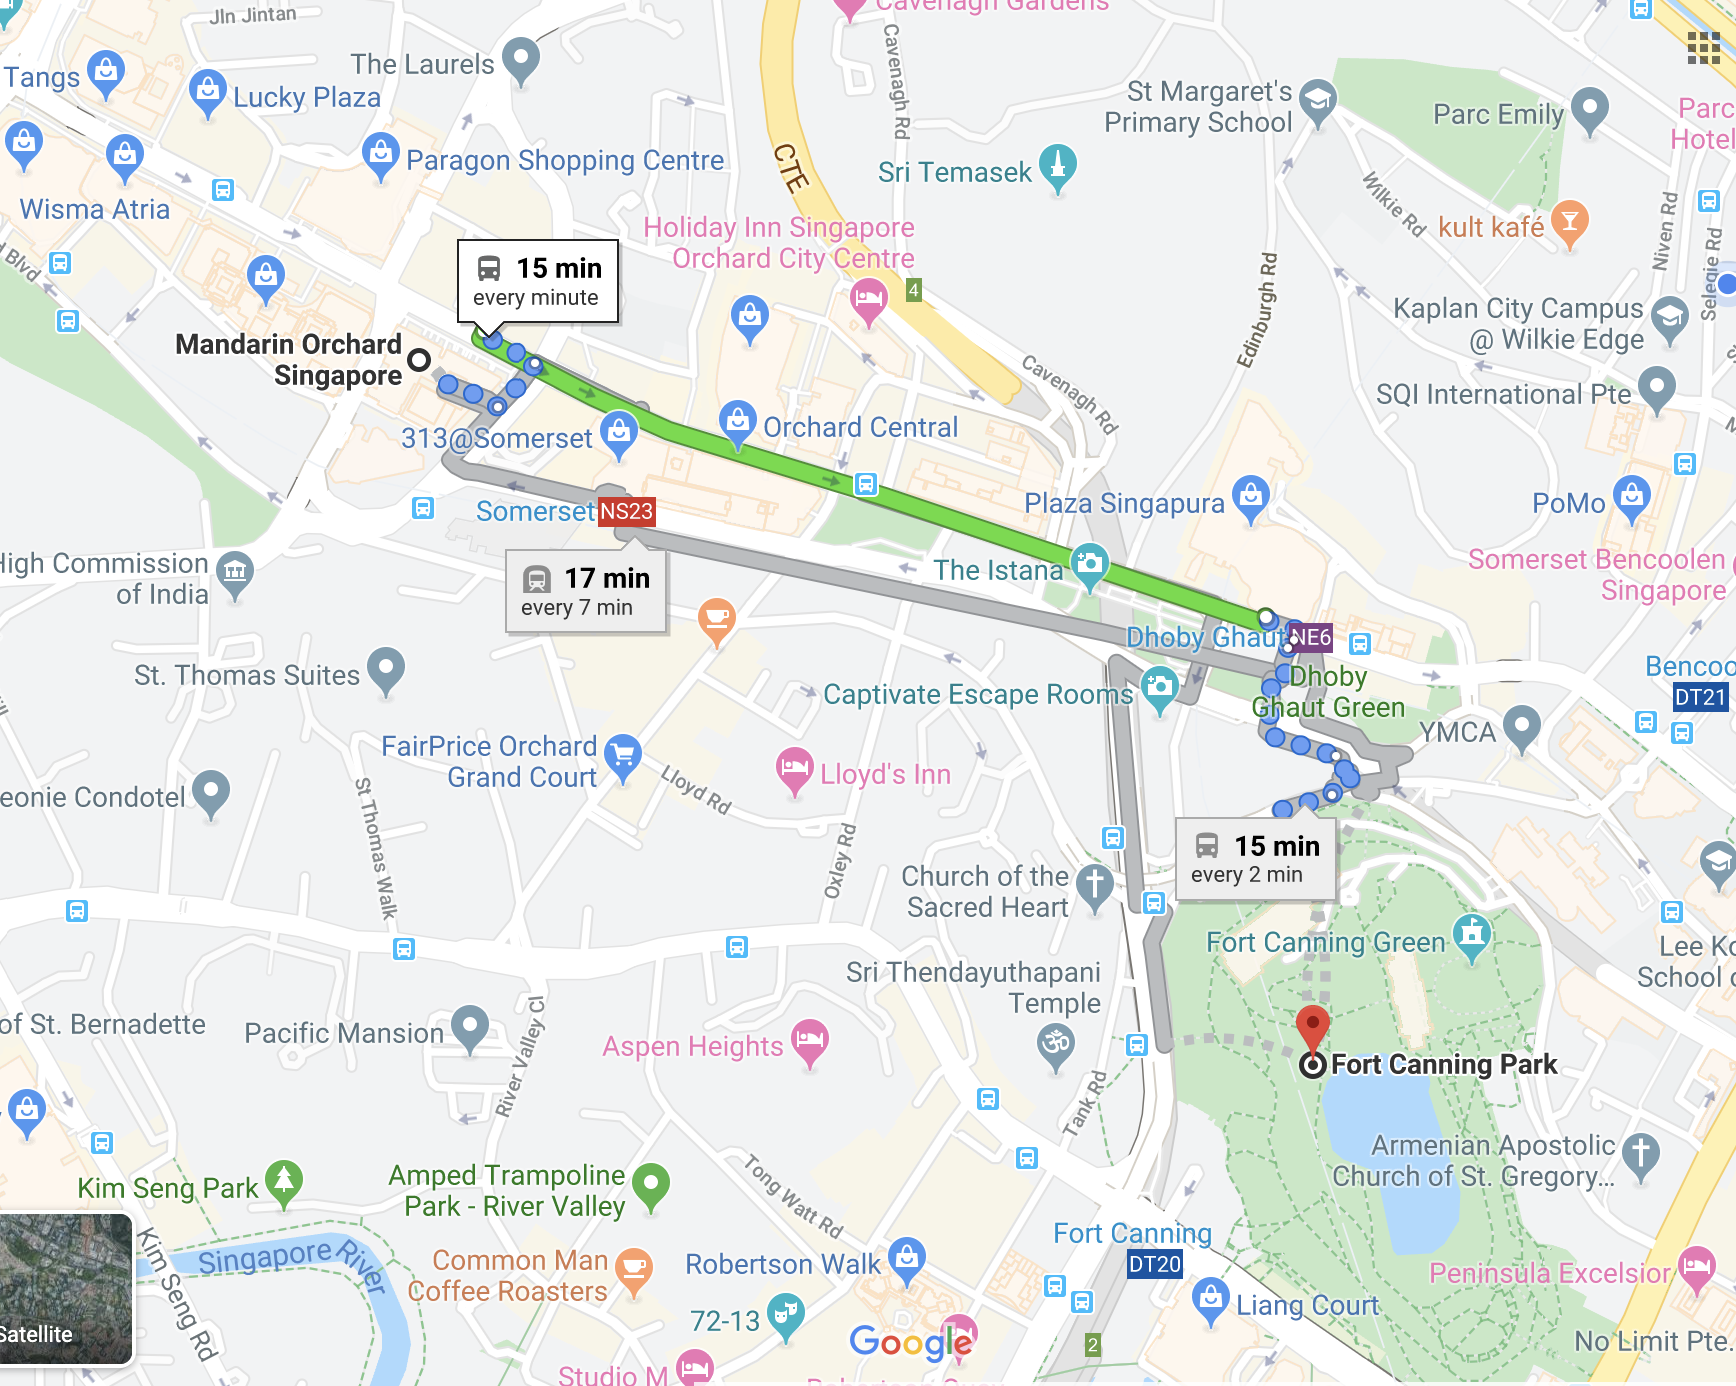 Jln Jintan
Cavenagh Gardens
The Laurels
Tangs
Lucky Plaza
Cavenagh Rd
St Margaret's
Primary School
Parc Emily
Parc
Hotel
CTE
Paragon Shopping Centre
Sri Temasek
Wilkie Rd
Wisma Atria
kult kafé
Niven Rd
Selegie Rd
Holiday Inn Singapore
Orchard City Centre
d Blvd
15 min
every minute
4
Edinburgh Rd
Kaplan City Campus
@ Wilkie Edge
Mandarin Orchard
Singapore
Cavenagh Rd
SQI International Pte
313@Somerset
Orchard Central
Plaza Singapura
PoMo
Somerset
NS23
High Commission
of India
The Istana
Somerset Bencoolen
Singapore
17 min
every 7 min
Dhoby Ghaut
NE6
Dhoby
Ghaut Green
St. Thomas Suites
Captivate Escape Rooms
Bencoo
DT21
YMCA
FairPrice Orchard
Grand Court
Lloyd's Inn
Lloyd Rd
eonie Condotel
St Thomas Walk
Oxley Rd
15 min
every 2 min
Church of the
Sacred Heart
Fort Canning Green
Lee Ko
School o
Sri Thendayuthapani
Temple
of St. Bernadette
Pacific Mansion
River Valley Cl
Aspen Heights
Fort Canning Park
Tank Rd
Armenian Apostolic
Church of St. Gregory...
Kim Seng Park
Amped Trampoline
Park - River Valley
Tong Watt Rd
Kim Seng Rd
Singapore River
Fort Canning
DT20
Common Man
Coffee Roasters
Robertson Walk
Peninsula Excelsior
Liang Court
72-13
Satellite
Google
2
No Limit Pte.
Studio M